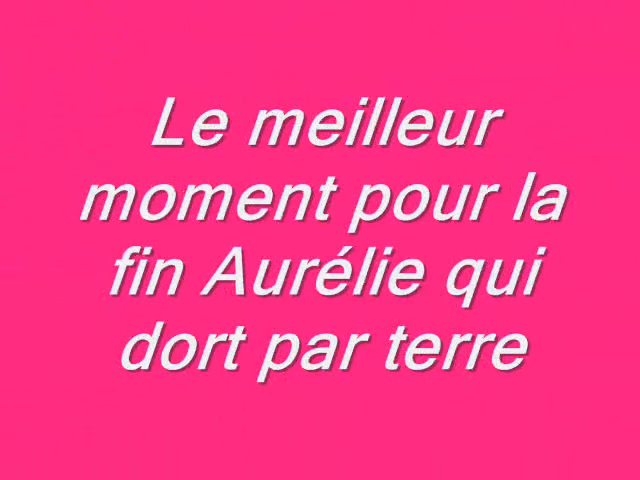 Le meilleur
moment pour la
fin Aurélie qui
dort par terre